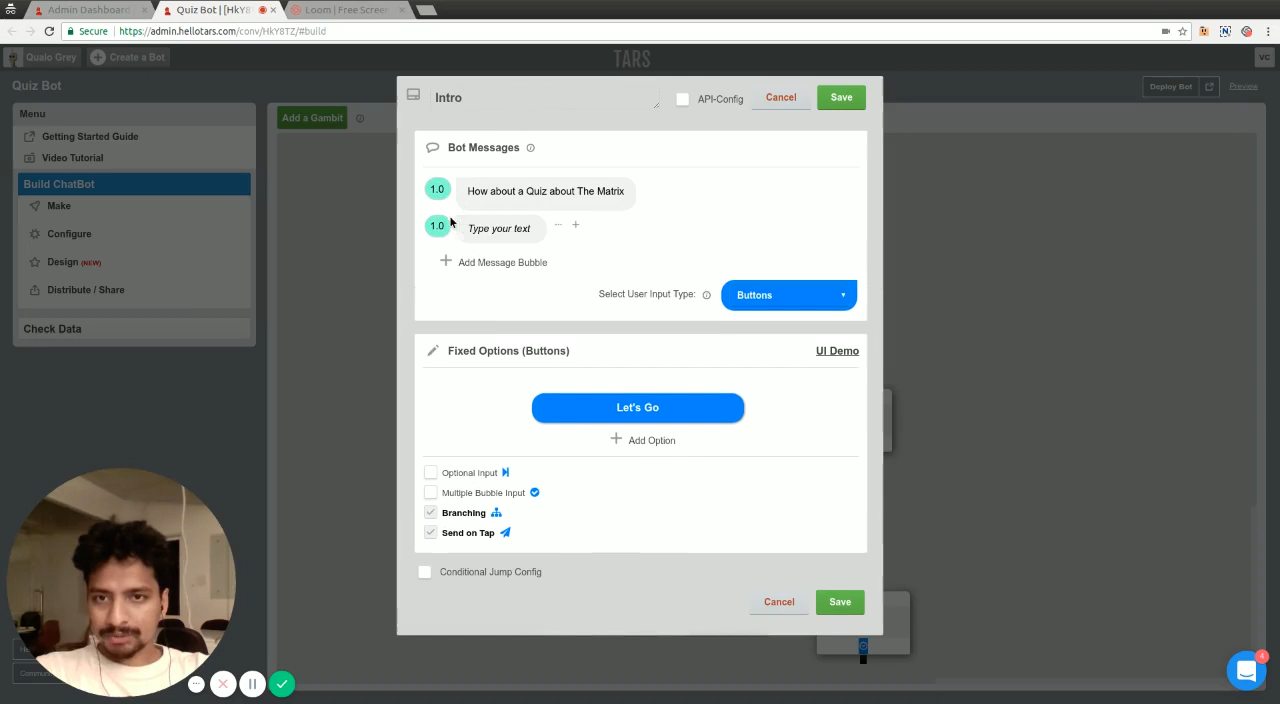 Admin Dashboard
Quiz Bot | [HkY8
Loom | Free Screen
Secure https://admin.hellotars.com/conv/HkY8TZ/#build
Qualo Grey
Create a Bot
TARS
VC
Quiz Bot
Deploy Bot
Preview
Menu
Getting Started Guide
Video Tutorial
Build ChatBot
Make
Configure
Design (NEW)
Distribute / Share
Check Data
Add a Gambit
Intro
API-Config
Cancel
Save
Bot Messages
1.0 How about a Quiz about The Matrix
1.0 Type your text
Add Message Bubble
Select User Input Type:
Buttons
Fixed Options (Buttons)
UI Demo
Let's Go
Add Option
Optional Input
Multiple Bubble Input
Branching
Send on Tap
Conditional Jump Config
Cancel
Save
4